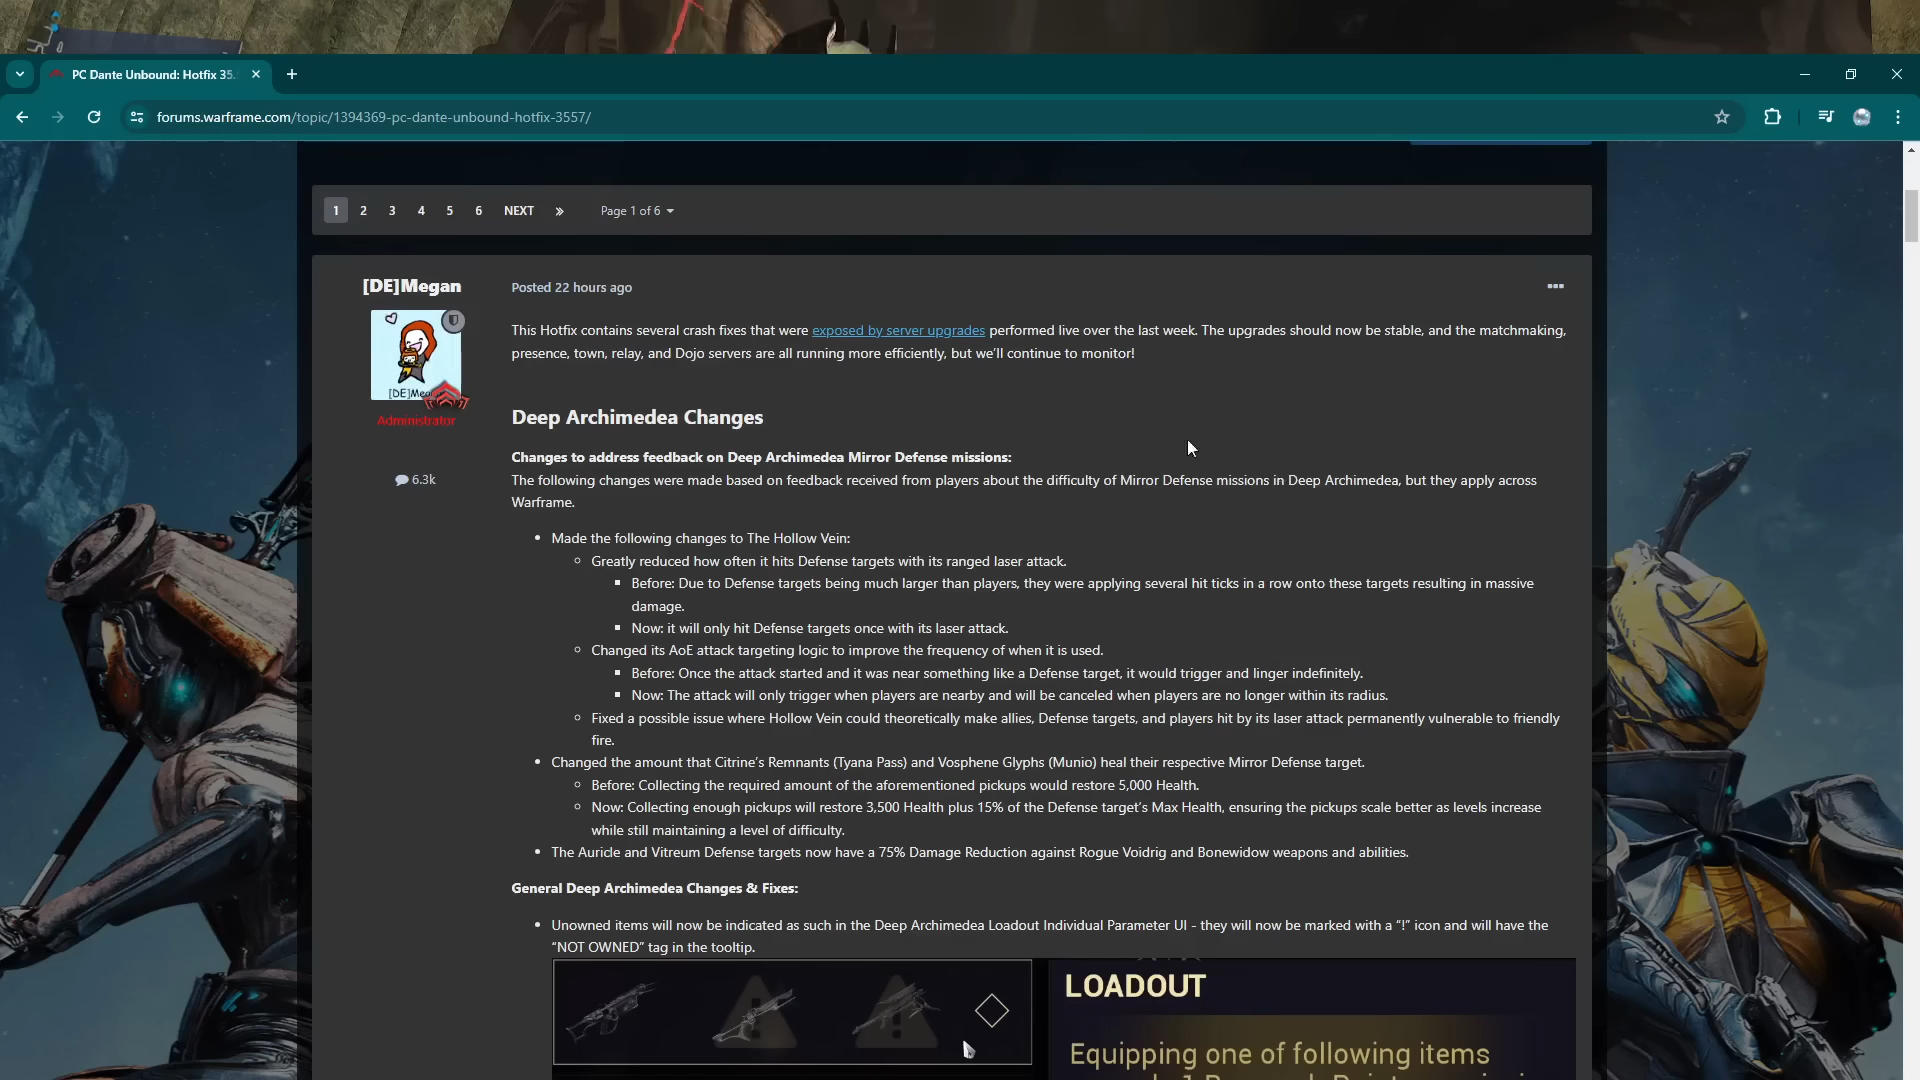 PC Dante Unbound: Hotfix 35.
forums.warframe.com/topic/1394369-pc-dante-unbound-hotfix-3557/
1 2 3 4 5 6 NEXT » Page 1 of 6
[DE]Megan
Posted 22 hours ago
This Hotfix contains several crash fixes that were exposed by server upgrades performed live over the last week. The upgrades should now be stable, and the matchmaking,
presence, town, relay, and Dojo servers are all running more efficiently, but we'll continue to monitor!
[DE]Me
Administrator
6.3k
Deep Archimedea Changes
Changes to address feedback on Deep Archimedea Mirror Defense missions:
The following changes were made based on feedback received from players about the difficulty of Mirror Defense missions in Deep Archimedea, but they apply across
Warframe.
• Made the following changes to The Hollow Vein:
◦ Greatly reduced how often it hits Defense targets with its ranged laser attack.
▪ Before: Due to Defense targets being much larger than players, they were applying several hit ticks in a row onto these targets resulting in massive
damage.
▪ Now: it will only hit Defense targets once with its laser attack.
◦ Changed its AoE attack targeting logic to improve the frequency of when it is used.
▪ Before: Once the attack started and it was near something like a Defense target, it would trigger and linger indefinitely.
▪ Now: The attack will only trigger when players are nearby and will be canceled when players are no longer within its radius.
◦ Fixed a possible issue where Hollow Vein could theoretically make allies, Defense targets, and players hit by its laser attack permanently vulnerable to friendly
fire.
• Changed the amount that Citrine's Remnants (Tyana Pass) and Vosphene Glyphs (Munio) heal their respective Mirror Defense target.
◦ Before: Collecting the required amount of the aforementioned pickups would restore 5,000 Health.
◦ Now: Collecting enough pickups will restore 3,500 Health plus 15% of the Defense target's Max Health, ensuring the pickups scale better as levels increase
while still maintaining a level of difficulty.
• The Auricle and Vitreum Defense targets now have a 75% Damage Reduction against Rogue Voidrig and Bonewidow weapons and abilities.
General Deep Archimedea Changes & Fixes:
• Unowned items will now be indicated as such in the Deep Archimedea Loadout Individual Parameter UI - they will now be marked with a "!" icon and will have the
"NOT OWNED" tag in the tooltip.
LOADOUT
Equipping one of following items